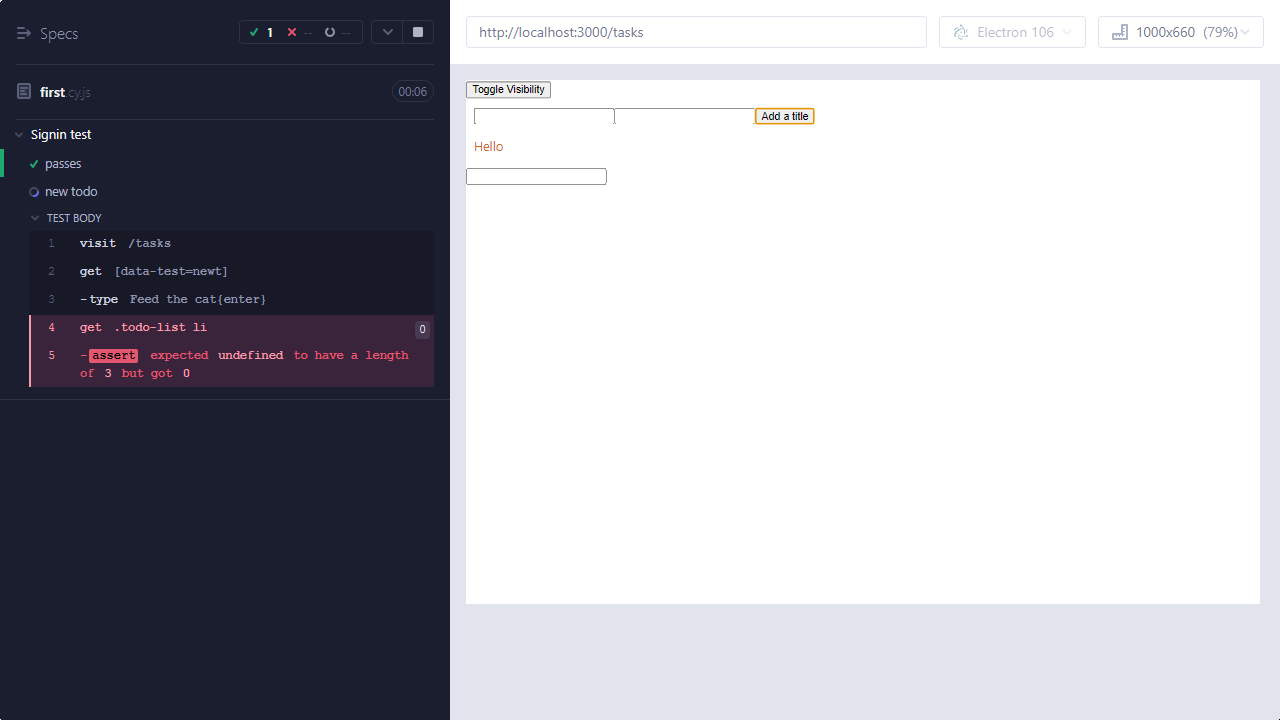 Specs
1 -- --
first.cy.js
00:06
Signin test
passes
new todo
TEST BODY
1 visit /tasks
2 get [data-test=newt]
3 -type Feed the cat{enter}
4 get .todo-list li 0
5 -assert expected undefined to have a length
of 3 but got 0
http://localhost:3000/tasks
Electron 106
1000x660 (79%)
Toggle Visibility
Add a title
Hello